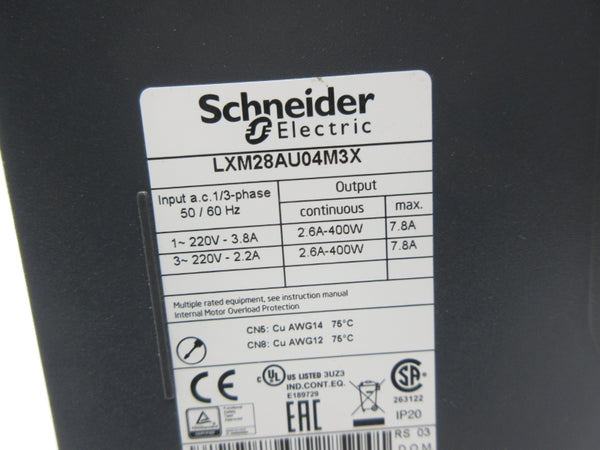 Schneider
Electric
LXM28AU04M3X
Input a.c.1/3-phase
50 / 60 Hz
Output
continuous max.
1~ 220V - 3.8A 2.6A-400W 7.8A
3~ 220V - 2.2A 2.6A-400W 7.8A
Multiple rated equipment, see instruction manual
Internal Motor Overload Protection
CN5: Cu AWG14 75°C
CN8: Cu AWG12 75°C
CE
c UL US LISTED 3UZ3
IND.CONT.EQ.
E189729
EAC
SA
263122
IP20
RS 03
D.O.M